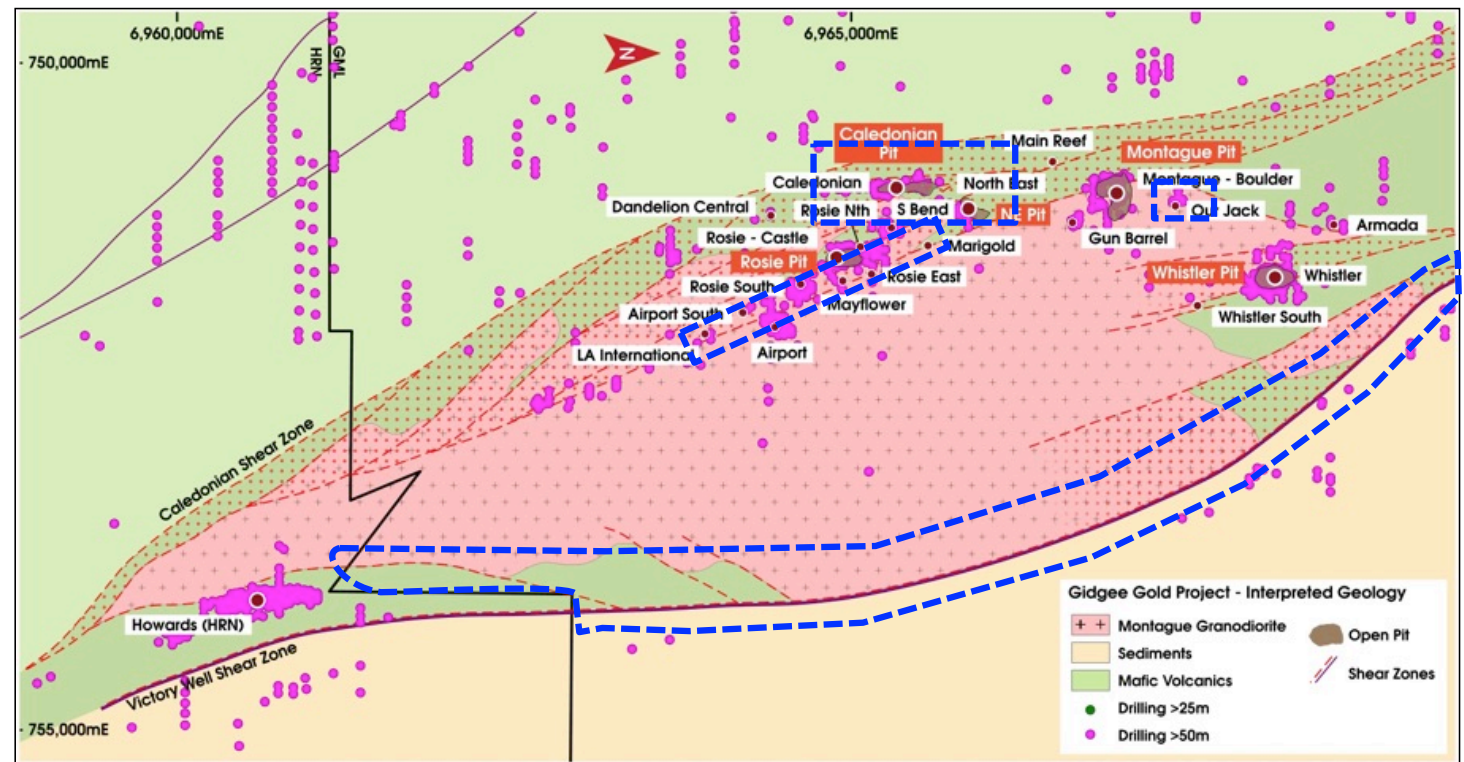 6,960,000mE
6,965,000mE
750,000mE
HRN
GML
N
Caledonian
Pit
Main Reef
Montague Pit
Caledonian
North East
Montague - Boulder
Dandelion Central
Rosie Nth
S Bend
NE Pit
Our Jack
Rosie - Castle
Marigold
Gun Barrel
Armada
Rosie Pit
Rosie East
Whistler Pit
Whistler
Rosie South
Mayflower
Airport South
Whistler South
LA International
Airport
Caledonian Shear Zone
Howards (HRN)
Victory Well Shear Zone
755,000mE
Gidgee Gold Project - Interpreted Geology
Montague Granodiorite
Open Pit
Sediments
Shear Zones
Mafic Volcanics
Drilling >25m
Drilling >50m